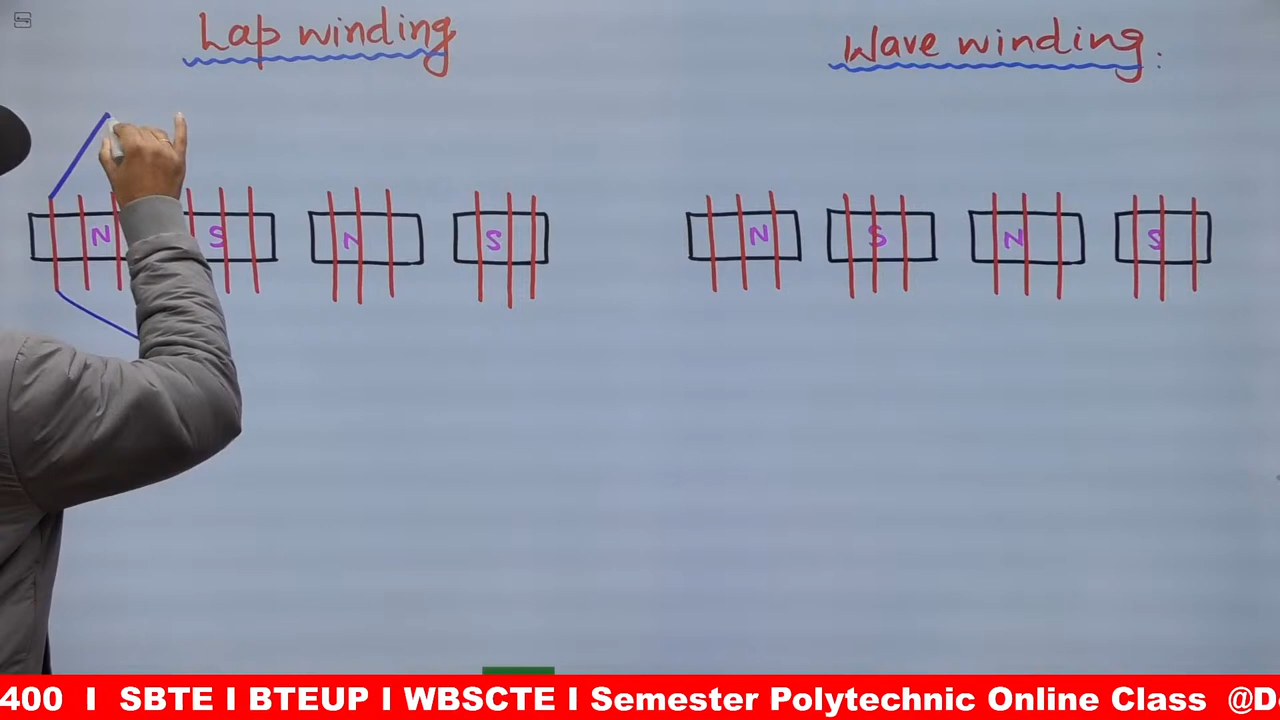 Lap winding
Wave winding.
N S N S N S N S
400 I SBTE I BTEUP I WBSCTE I Semester Polytechnic Online Class @D